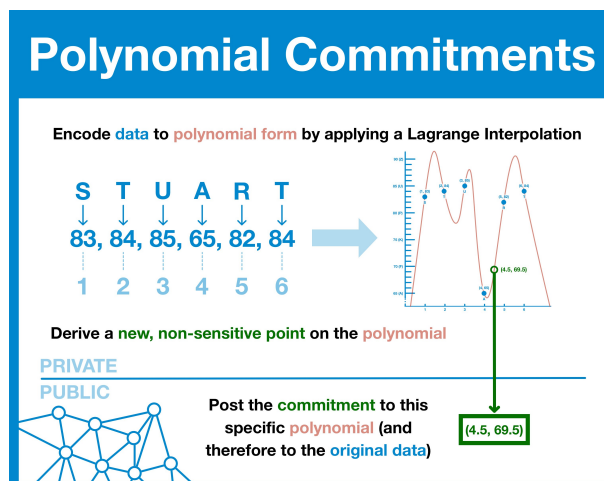 Polynomial Commitments
Encode data to polynomial form by applying a Lagrange Interpolation
S T U A R T
83, 84, 85, 65, 82, 84
1 2 3 4 5 6
(4.5, 69.5)
Derive a new, non-sensitive point on the polynomial
PRIVATE
PUBLIC
Post the commitment to this
specific polynomial (and
therefore to the original data)
(4.5, 69.5)